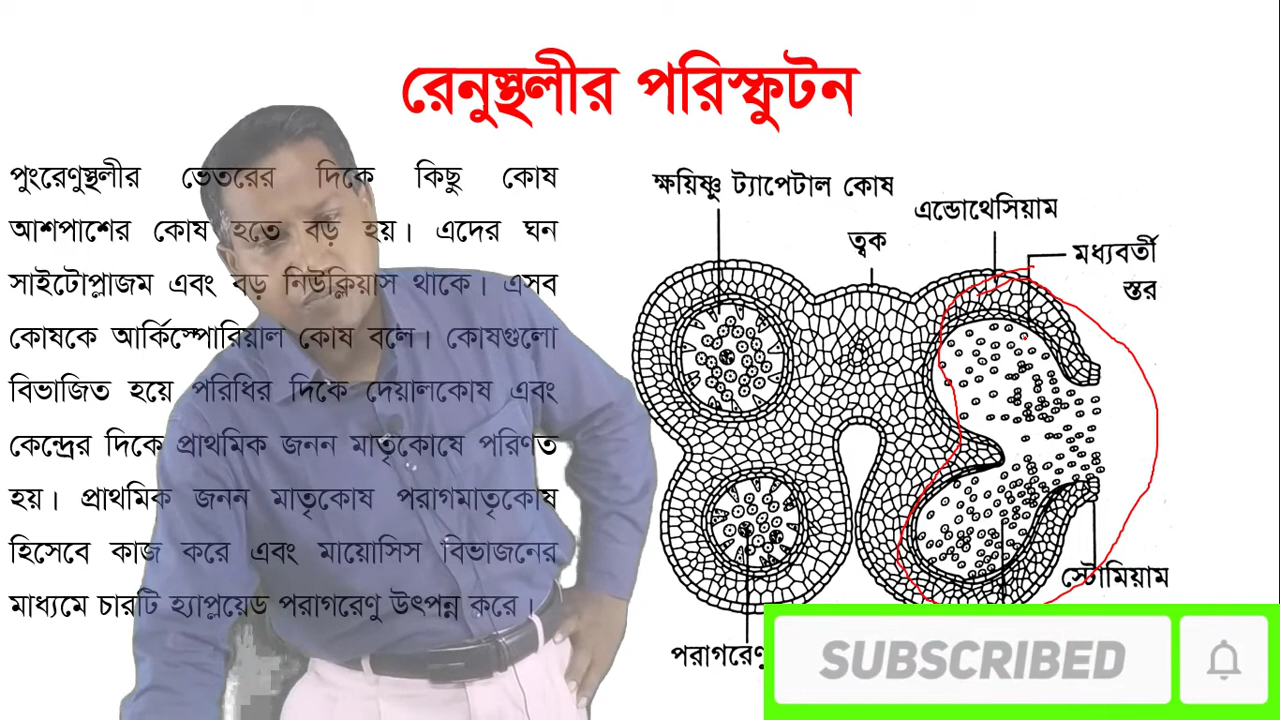 রেনুস্থলীর পরিস্ফুটন
পুংরেণুস্থলীর ভেতরের দিকে কিছু কোষ
আশপাশের কোষ হতে বড় হয়। এদের ঘন
সাইটোপ্লাজম এবং বড় নিউক্লিয়াস থাকে। এসব
কোষকে আর্কিস্পোরিয়াল কোষ বলে। কোষগুলো
বিভাজিত হয়ে পরিধির দিকে দেয়ালকোষ এবং
কেন্দ্রের দিকে প্রাথমিক জনন মাতৃকোষে পরিণত
হয়। প্রাথমিক জনন মাতৃকোষ পরাগমাতৃকোষ
হিসেবে কাজ করে এবং মায়োসিস বিভাজনের
মাধ্যমে চারটি হ্যাপ্লয়েড পরাগরেণু উৎপন্ন করে।
ক্ষয়িষ্ণু ট্যাপেটাল কোষ
এন্ডোথেসিয়াম
ত্বক
মধ্যবর্তী
স্তর
স্টোমিয়াম
পরাগরেণু
SUBSCRIBED